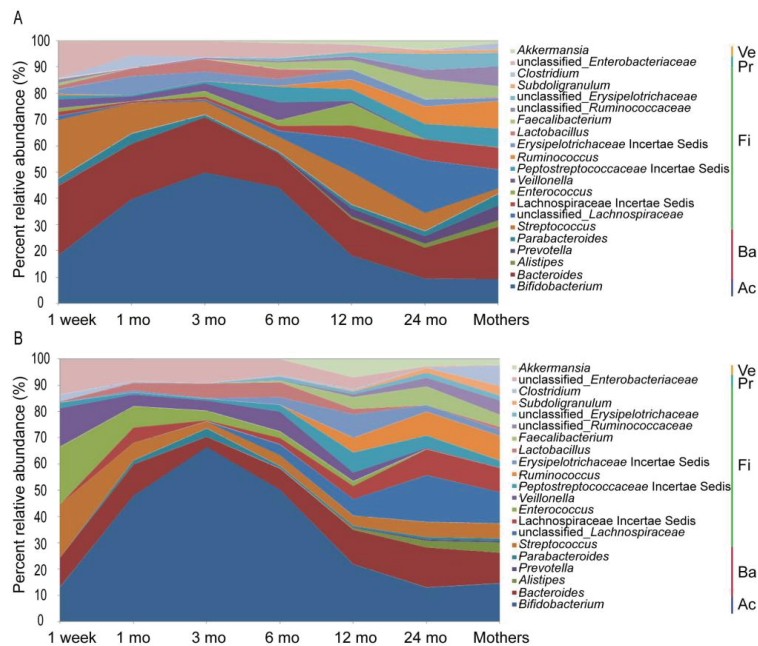 A
Percent relative abundance (%)
100
90
80
70
60
50
40
30
20
10
0
1 week 1 mo 3 mo 6 mo 12 mo 24 mo Mothers
Akkermansia
unclassified_Enterobacteriaceae
Clostridium
Subdoligranulum
unclassified_Erysipelotrichaceae
unclassified_Ruminococcaceae
Faecalibacterium
Lactobacillus
Erysipelotrichaceae Incertae Sedis
Ruminococcus
Peptostreptococcaceae Incertae Sedis
Veillonella
Enterococcus
Lachnospiraceae Incertae Sedis
unclassified_Lachnospiraceae
Streptococcus
Parabacteroides
Prevotella
Alistipes
Bacteroides
Bifidobacterium
Ve
Pr
Fi
Ba
Ac
B
Percent relative abundance (%)
100
90
80
70
60
50
40
30
20
10
0
1 week 1 mo 3 mo 6 mo 12 mo 24 mo Mothers
Akkermansia
unclassified_Enterobacteriaceae
Clostridium
Subdoligranulum
unclassified_Erysipelotrichaceae
unclassified_Ruminococcaceae
Faecalibacterium
Lactobacillus
Erysipelotrichaceae Incertae Sedis
Ruminococcus
Peptostreptococcaceae Incertae Sedis
Veillonella
Enterococcus
Lachnospiraceae Incertae Sedis
unclassified_Lachnospiraceae
Streptococcus
Parabacteroides
Prevotella
Alistipes
Bacteroides
Bifidobacterium
Ve
Pr
Fi
Ba
Ac